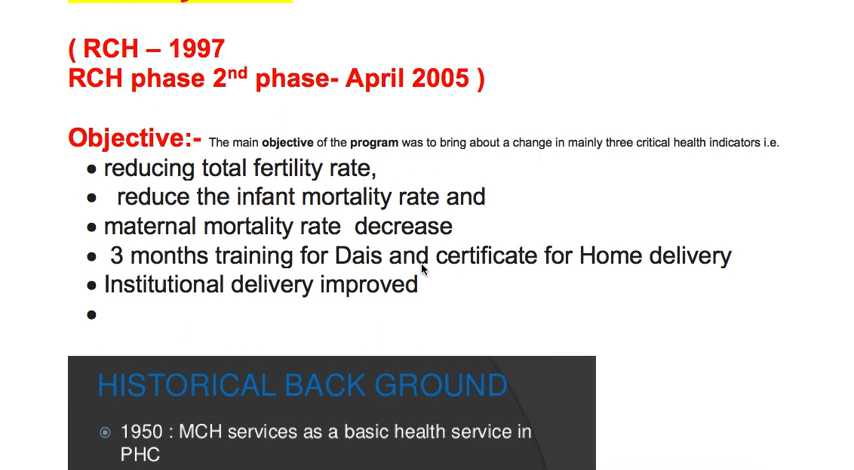 ( RCH – 1997
RCH phase 2nd phase- April 2005 )
Objective:- The main objective of the program was to bring about a change in mainly three critical health indicators i.e.
• reducing total fertility rate,
• reduce the infant mortality rate and
• maternal mortality rate decrease
• 3 months training for Dais and certificate for Home delivery
• Institutional delivery improved
•
HISTORICAL BACK GROUND
1950 : MCH services as a basic health service in
PHC